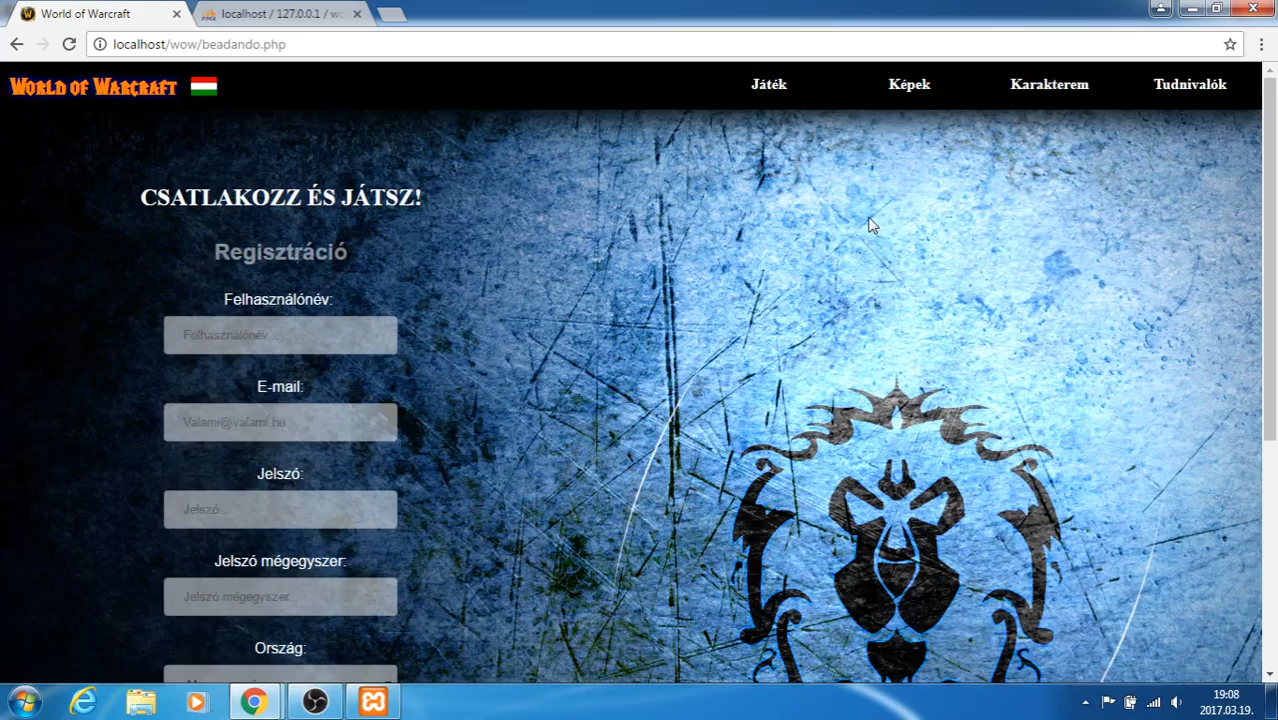 World of Warcraft
localhost / 127.0.0.1 / wo
localhost/wow/beadando.php
World of Warcraft
Játék
Képek
Karakterem
Tudnivalók
CSATLAKOZZ ÉS JÁTSZ!
Regisztráció
Felhasználónév:
Felhasználónév...
E-mail:
Valami@valami.hu
Jelszó:
Jelszó...
Jelszó mégegyszer:
Jelszó mégegyszer...
Ország:
19:08
2017.03.19.